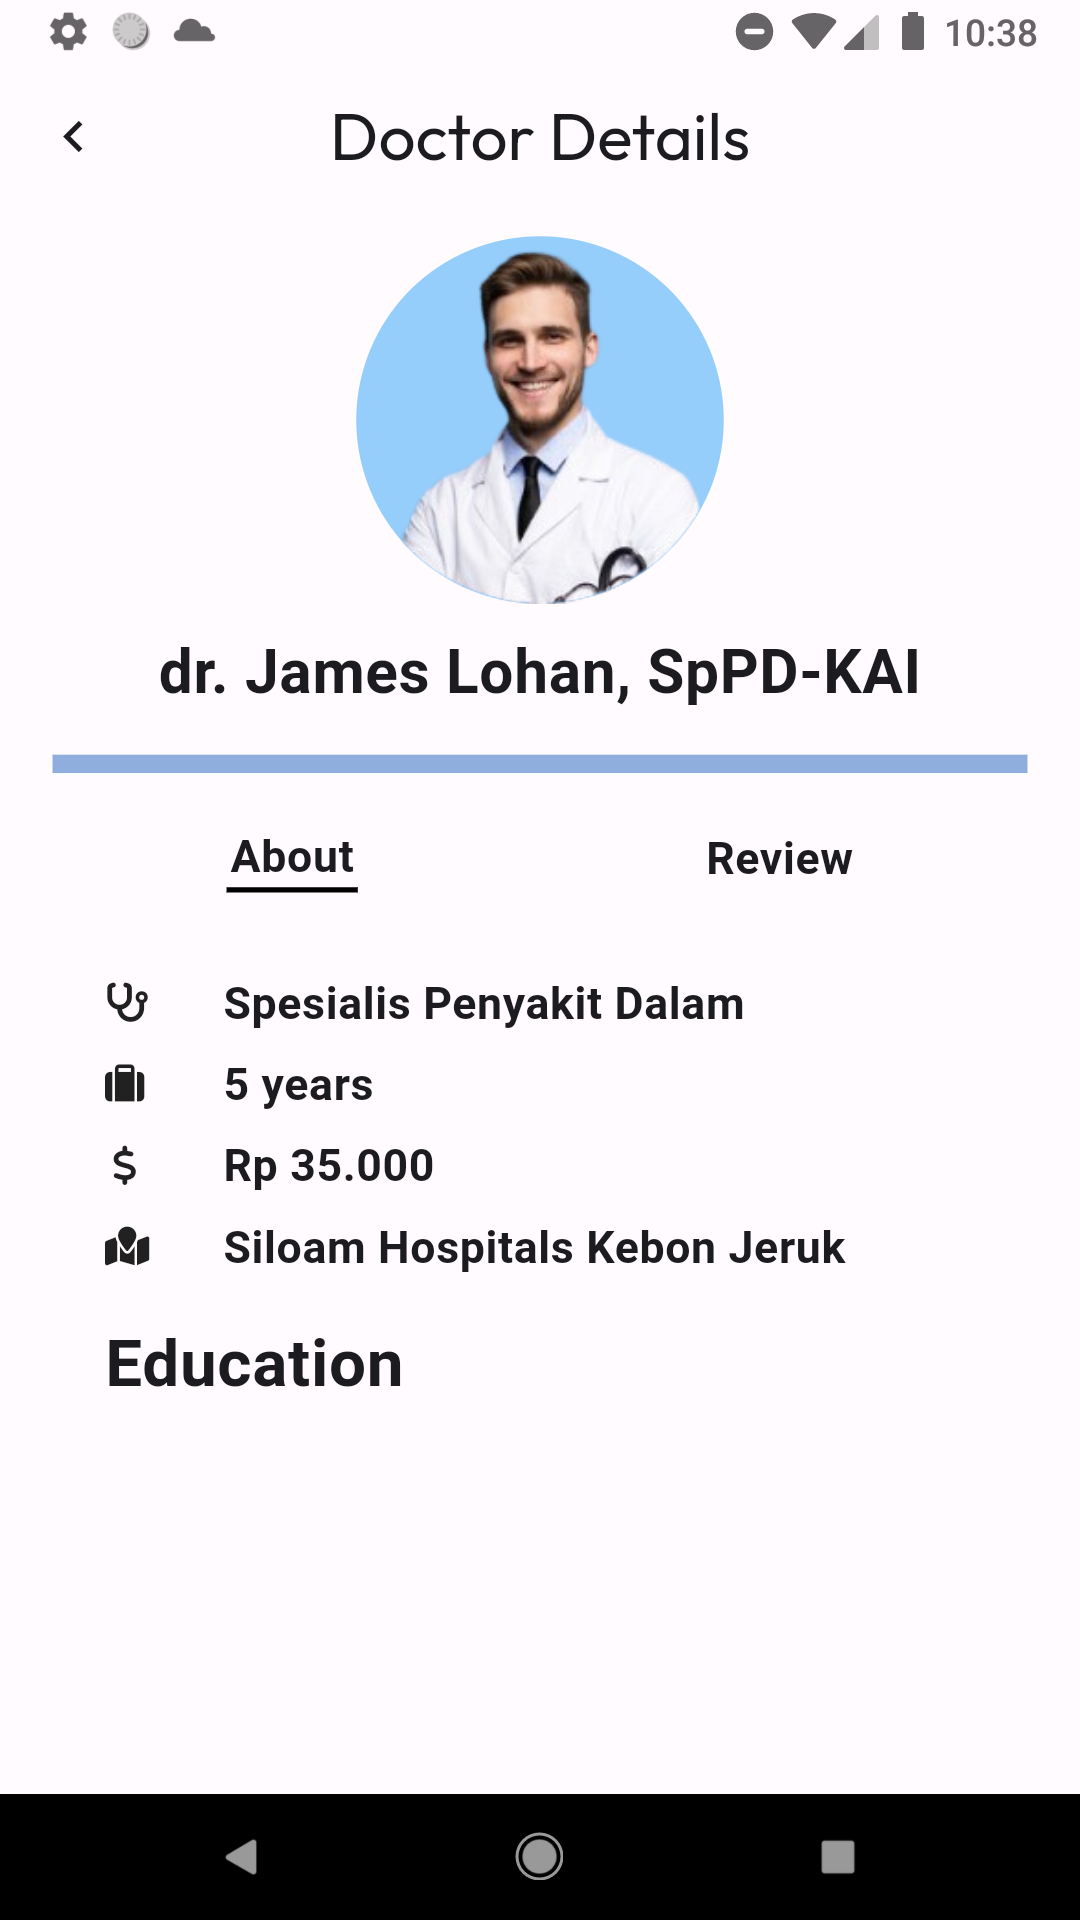 10:38
Doctor Details
dr. James Lohan, SpPD-KAI
About
Review
Spesialis Penyakit Dalam
5 years
Rp 35.000
Siloam Hospitals Kebon Jeruk
Education